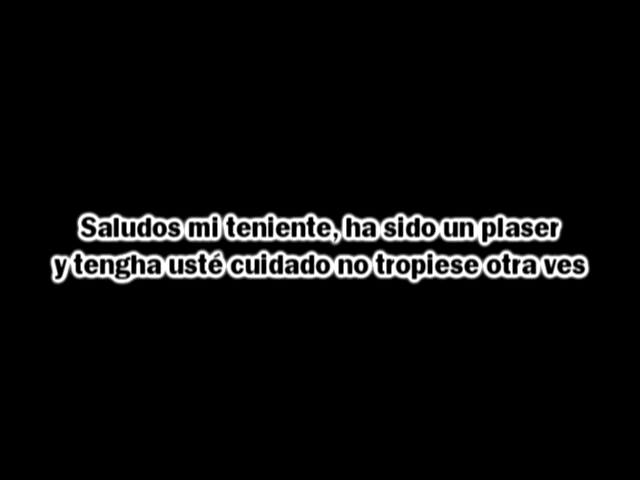 Saludos mi teniente, ha sido un plaser
y tengha usté cuidado no tropiese otra ves